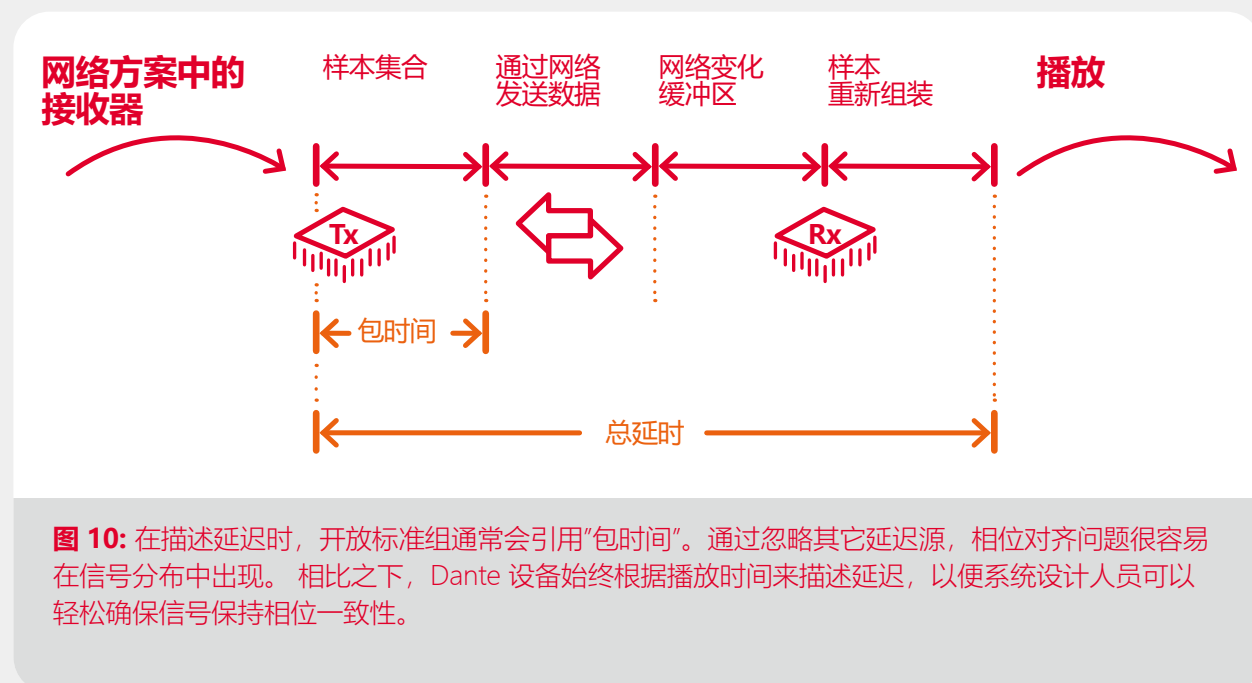 网络方案中的
接收器
样本集合
通过网络
发送数据
网络变化
缓冲区
样本
重新组装
播放
Tx
Rx
包时间
总延时
图 10: 在描述延迟时，开放标准组通常会引用”包时间”。通过忽略其它延迟源，相位对齐问题很容易
在信号分布中出现。 相比之下，Dante 设备始终根据播放时间来描述延迟，以便系统设计人员可以
轻松确保信号保持相位一致性。